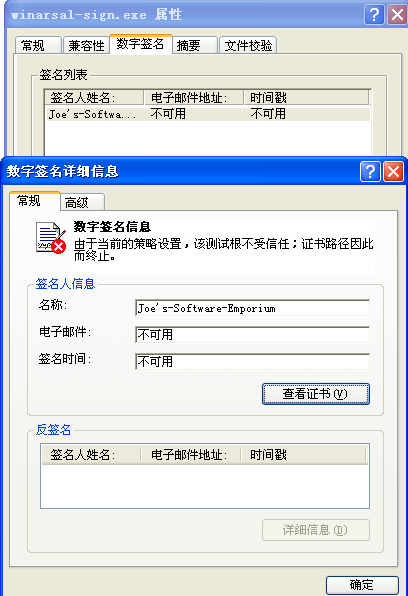 winarsal-sign.exe 属性
常规 兼容性 数字签名 摘要 文件校验
签名列表
签名人姓名: 电子邮件地址: 时间戳
Joe's-Softwa... 不可用 不可用
数字签名详细信息
常规 高级
数字签名信息
由于当前的策略设置，该测试根不受信任；证书路径因此
而终止。
签名人信息
名称: Joe's-Software-Emporium
电子邮件: 不可用
签名时间: 不可用
查看证书(V)
反签名
签名人姓名: 电子邮件地址: 时间戳
详细信息(D)
确定